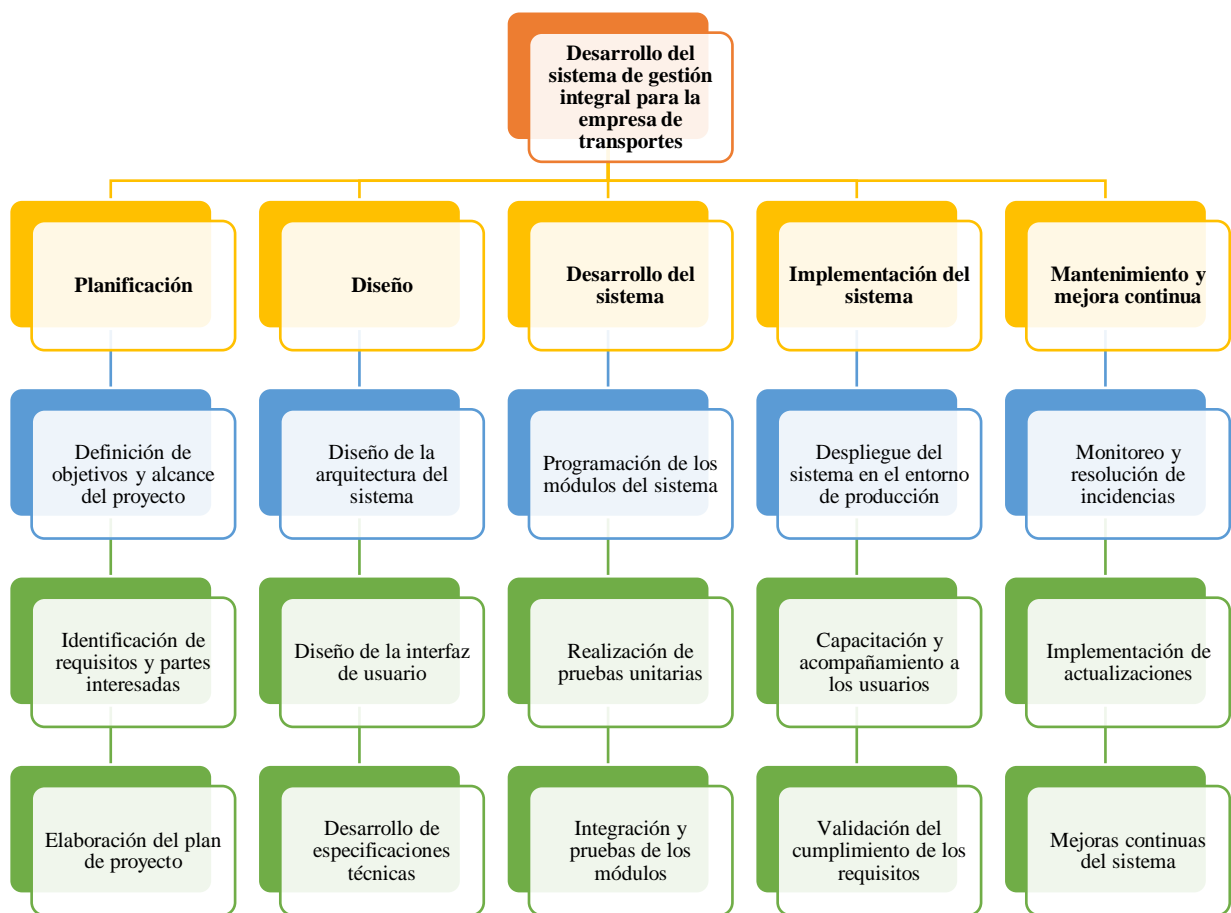 Desarrollo del
sistema de gestión
integral para la
empresa de
transportes
Planificación
Diseño
Desarrollo del
sistema
Implementación del
sistema
Mantenimiento y
mejora continua
Definición de
objetivos y alcance
del proyecto
Diseño de la
arquitectura del
sistema
Programación de los
módulos del sistema
Despliegue del
sistema en el entorno
de producción
Monitoreo y
resolución de
incidencias
Identificación de
requisitos y partes
interesadas
Diseño de la interfaz
de usuario
Realización de
pruebas unitarias
Capacitación y
acompañamiento a
los usuarios
Implementación de
actualizaciones
Elaboración del plan
de proyecto
Desarrollo de
especificaciones
técnicas
Integración y
pruebas de los
módulos
Validación del
cumplimiento de los
requisitos
Mejoras continuas
del sistema